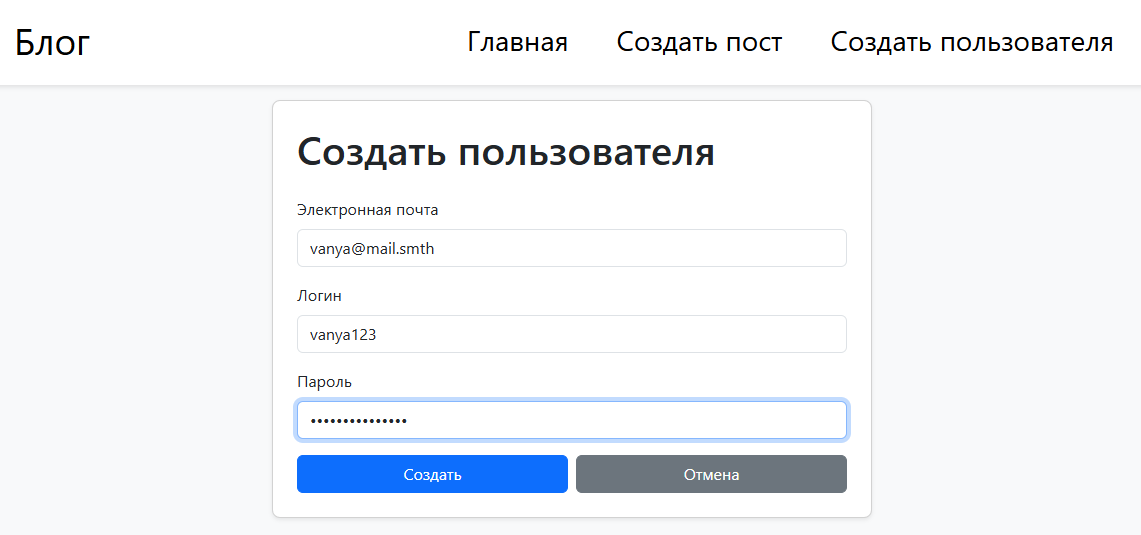 Блог Главная Создать пост Создать пользователя
Создать пользователя
Электронная почта
vanya@mail.smth
Логин
vanya123
Пароль
•••••••••••••••
Создать Отмена